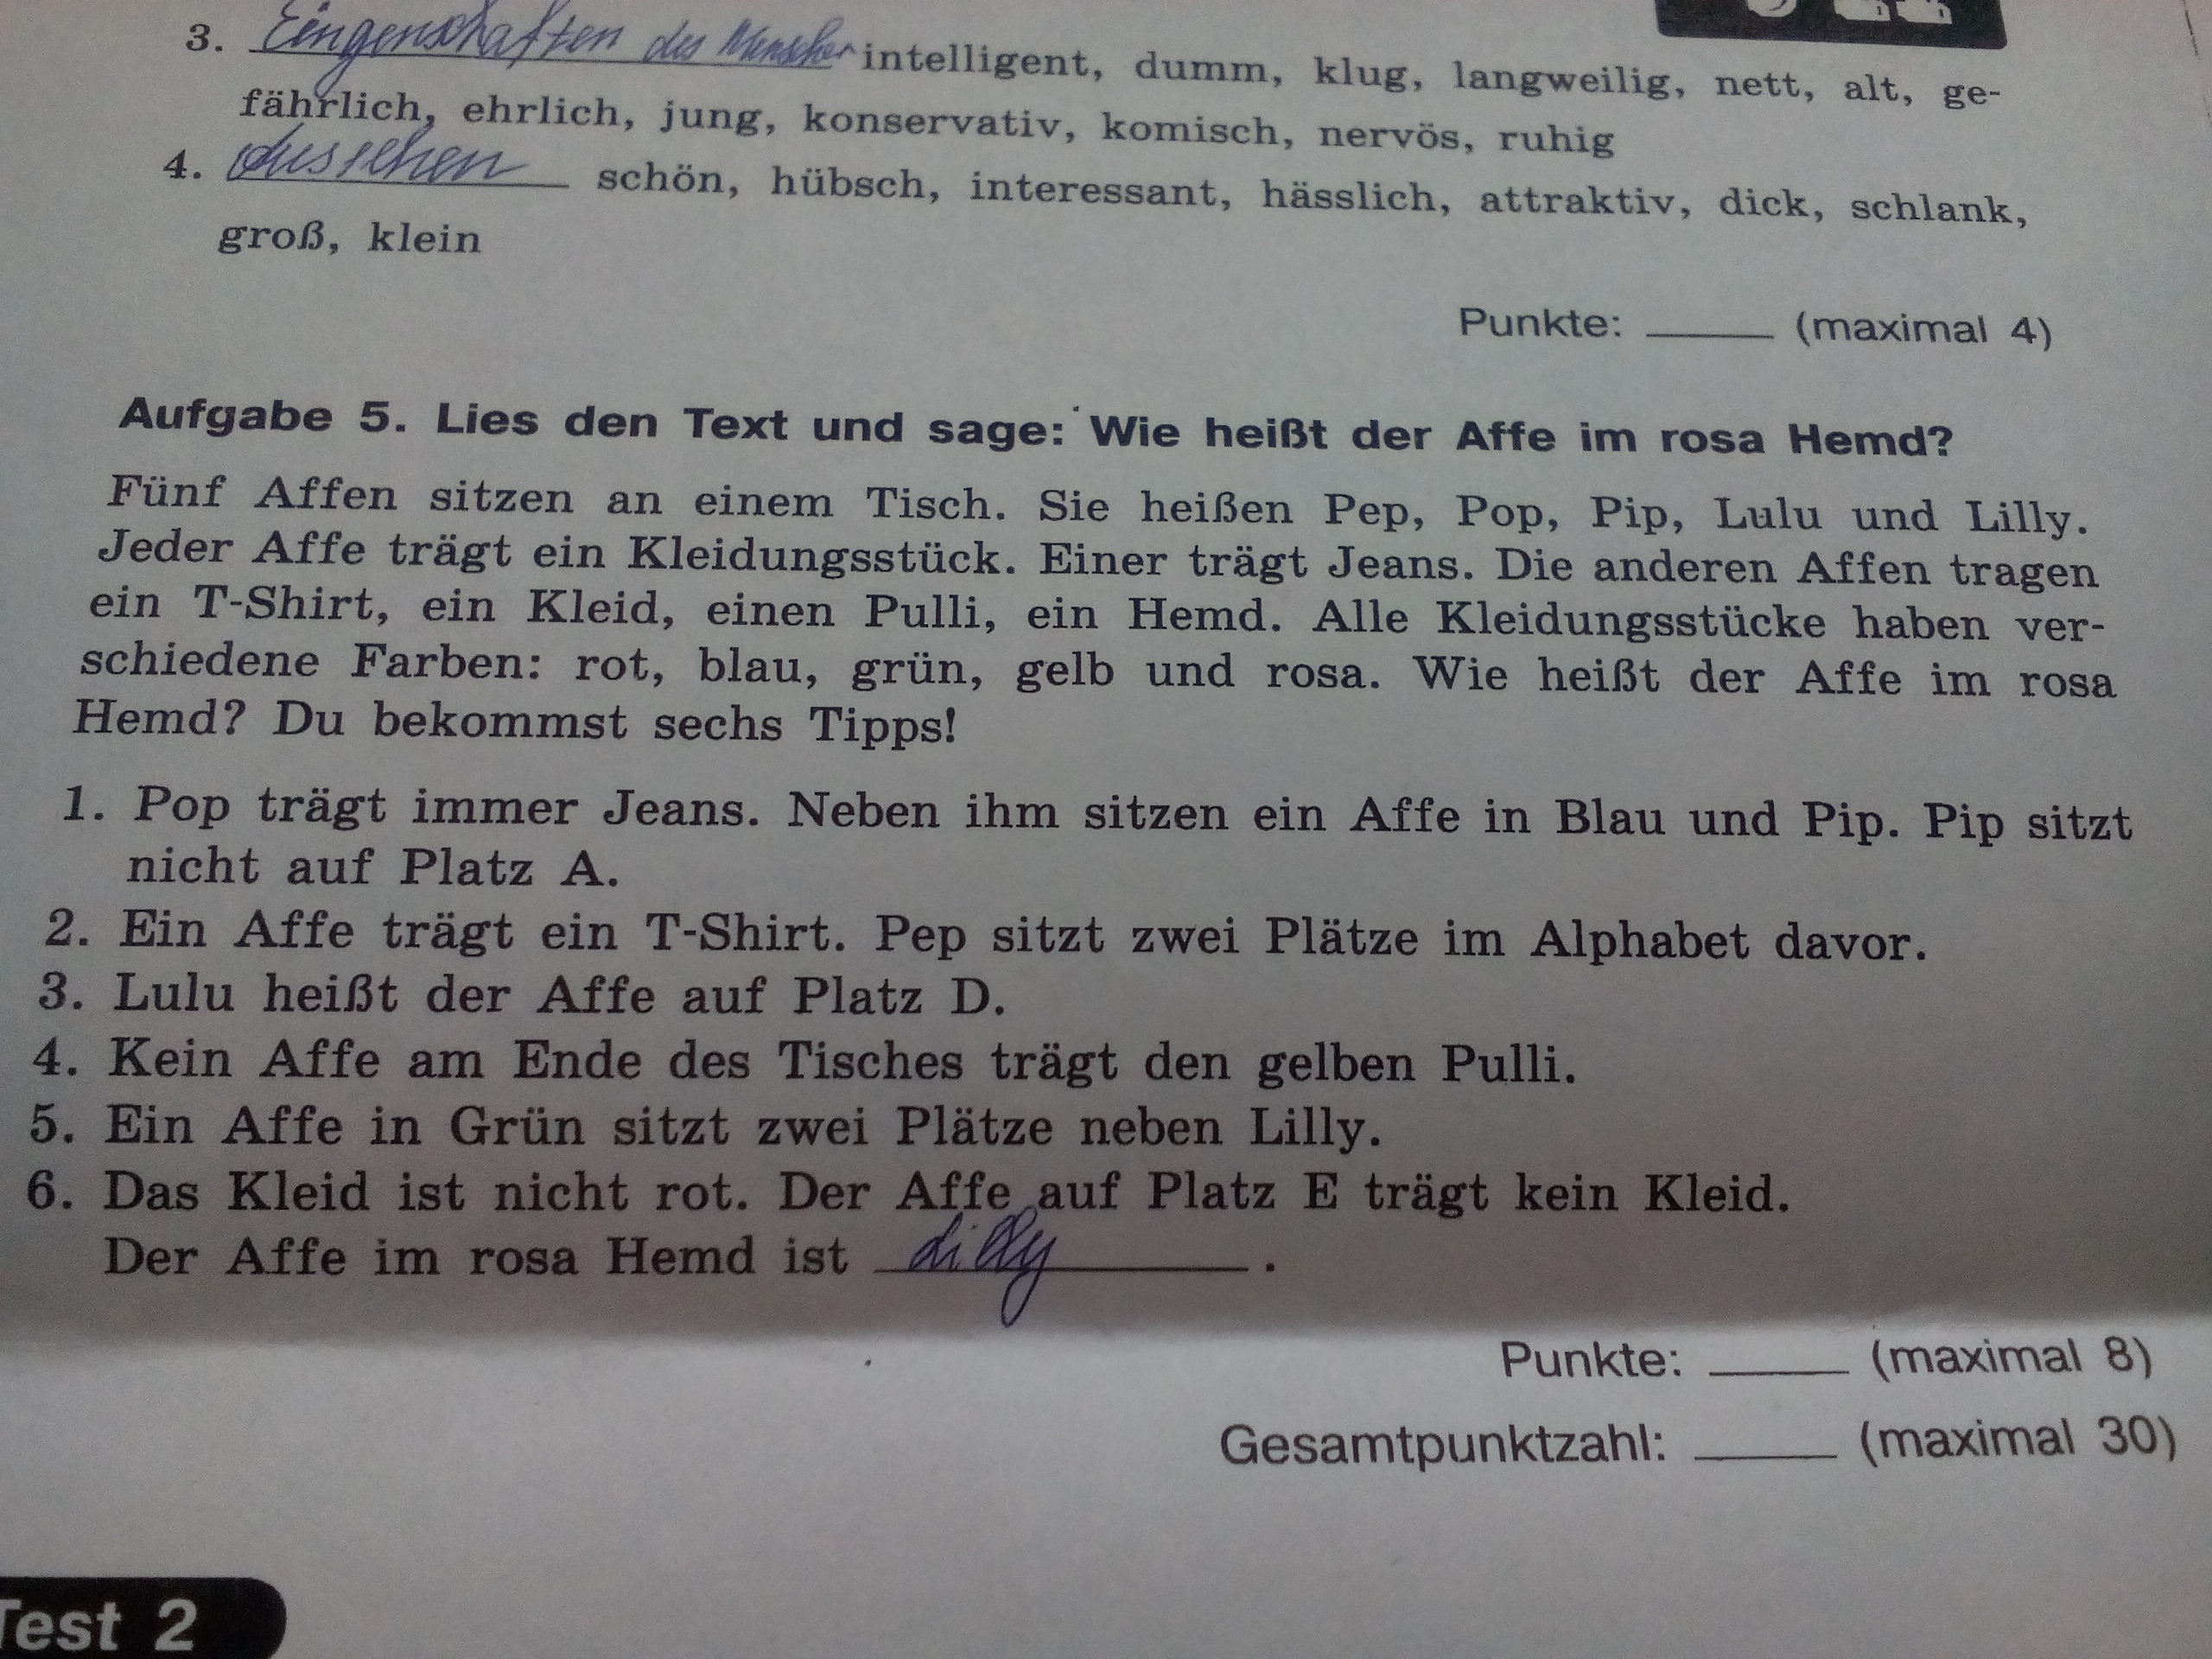 3. Eingenschaften des Menschen intelligent, dumm, klug, langweilig, nett, alt, ge-
fährlich, ehrlich, jung, konservativ, komisch, nervös, ruhig
4. Aussehen schön, hübsch, interessant, hässlich, attraktiv, dick, schlank,
groß, klein
Punkte: _____ (maximal 4)
Aufgabe 5. Lies den Text und sage: Wie heißt der Affe im rosa Hemd?
Fünf Affen sitzen an einem Tisch. Sie heißen Pep, Pop, Pip, Lulu und Lilly.
Jeder Affe trägt ein Kleidungsstück. Einer trägt Jeans. Die anderen Affen tragen
ein T-Shirt, ein Kleid, einen Pulli, ein Hemd. Alle Kleidungsstücke haben ver-
schiedene Farben: rot, blau, grün, gelb und rosa. Wie heißt der Affe im rosa
Hemd? Du bekommst sechs Tipps!
1. Pop trägt immer Jeans. Neben ihm sitzen ein Affe in Blau und Pip. Pip sitzt
nicht auf Platz A.
2. Ein Affe trägt ein T-Shirt. Pep sitzt zwei Plätze im Alphabet davor.
3. Lulu heißt der Affe auf Platz D.
4. Kein Affe am Ende des Tisches trägt den gelben Pulli.
5. Ein Affe in Grün sitzt zwei Plätze neben Lilly.
6. Das Kleid ist nicht rot. Der Affe auf Platz E trägt kein Kleid.
Der Affe im rosa Hemd ist Lilly.
Punkte: _____ (maximal 8)
Gesamtpunktzahl: _____ (maximal 30)
Test 2